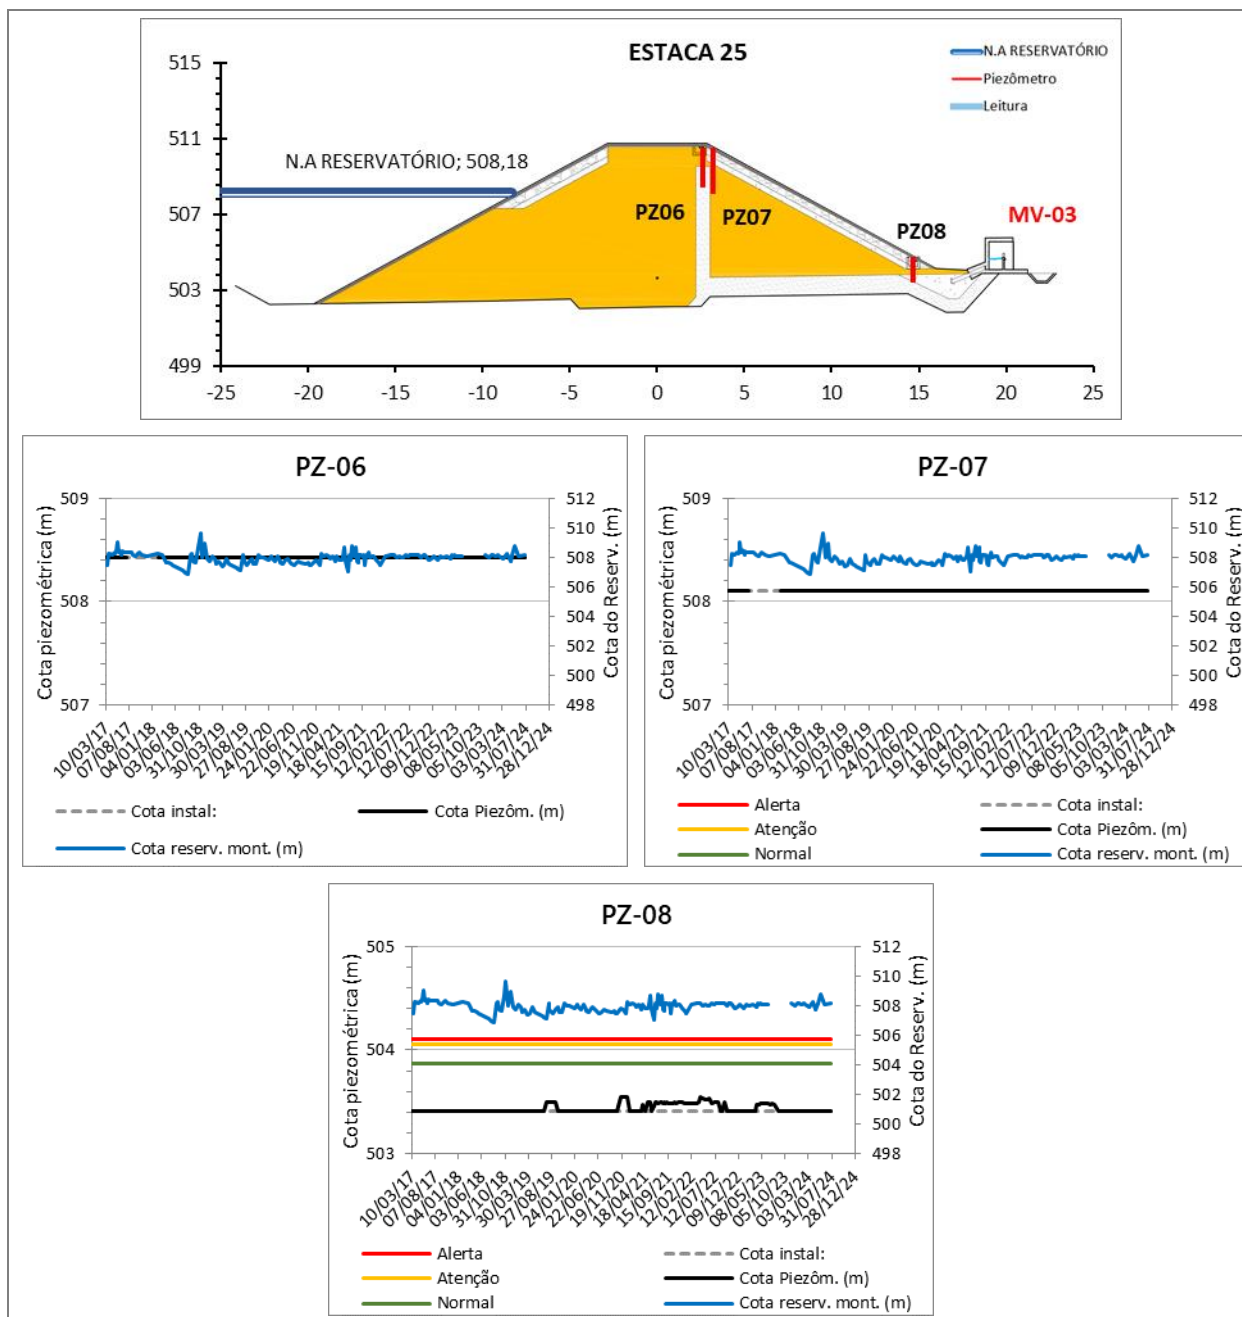 ESTACA 25
N.A RESERVATÓRIO
Piezômetro
Leitura
515
511
507
503
499
N.A RESERVATÓRIO; 508,18
PZ06
PZ07
PZ08
MV-03
-25 -20 -15 -10 -5 0 5 10 15 20 25
PZ-06
Cota piezométrica (m)
509
508
507
512
510
508
506
504
502
500
498
Cota do Reserv. (m)
10/03/17 07/08/17 04/01/18 03/06/18 31/10/18 30/03/19 27/08/19 24/01/20 22/06/20 19/11/20 18/04/21 15/09/21 12/02/22 12/07/22 09/12/22 08/05/23 05/10/23 03/03/24 31/07/24 28/12/24
Cota instal: Cota Piezôm. (m)
Cota reserv. mont. (m)
PZ-07
Cota piezométrica (m)
509
508
507
512
510
508
506
504
502
500
498
Cota do Reserv. (m)
10/03/17 07/08/17 04/01/18 03/06/18 31/10/18 30/03/19 27/08/19 24/01/20 22/06/20 19/11/20 18/04/21 15/09/21 12/02/22 12/07/22 09/12/22 08/05/23 05/10/23 03/03/24 31/07/24 28/12/24
Alerta Cota instal:
Atenção Cota Piezôm. (m)
Normal Cota reserv. mont. (m)
PZ-08
Cota piezométrica (m)
505
504
503
512
510
508
506
504
502
500
498
Cota do Reserv. (m)
10/03/17 07/08/17 04/01/18 03/06/18 31/10/18 30/03/19 27/08/19 24/01/20 22/06/20 19/11/20 18/04/21 15/09/21 12/02/22 12/07/22 09/12/22 08/05/23 05/10/23 03/03/24 31/07/24 28/12/24
Alerta Cota instal:
Atenção Cota Piezôm. (m)
Normal Cota reserv. mont. (m)